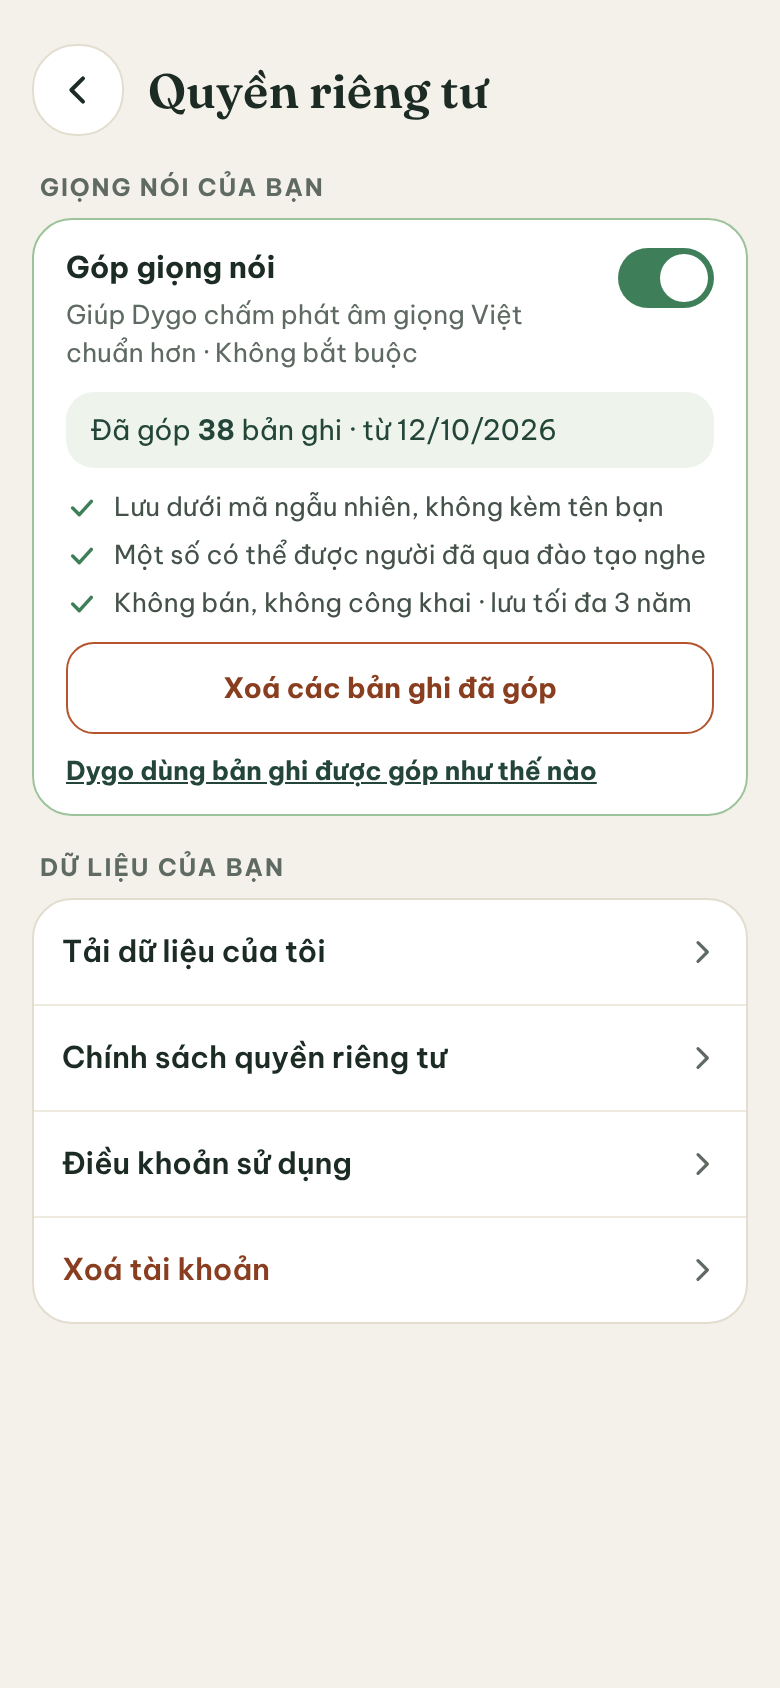 Quyền riêng tư
GIỌNG NÓI CỦA BẠN
Góp giọng nói
Giúp Dygo chấm phát âm giọng Việt
chuẩn hơn · Không bắt buộc
Đã góp 38 bản ghi · từ 12/10/2026
Lưu dưới mã ngẫu nhiên, không kèm tên bạn
Một số có thể được người đã qua đào tạo nghe
Không bán, không công khai · lưu tối đa 3 năm
Xoá các bản ghi đã góp
Dygo dùng bản ghi được góp như thế nào
DỮ LIỆU CỦA BẠN
Tải dữ liệu của tôi
Chính sách quyền riêng tư
Điều khoản sử dụng
Xoá tài khoản